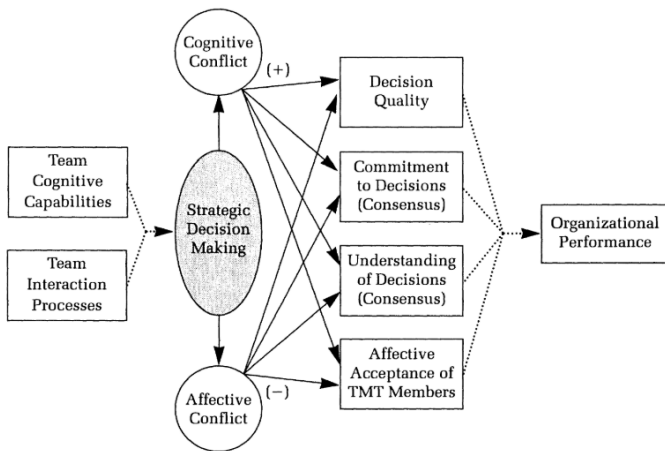 Cognitive
Conflict
(+)
Decision
Quality
Team
Cognitive
Capabilities
Commitment
to Decisions
(Consensus)
Strategic
Decision
Making
Organizational
Performance
Team
Interaction
Processes
Understanding
of Decisions
(Consensus)
Affective
Acceptance of
TMT Members
(−)
Affective
Conflict